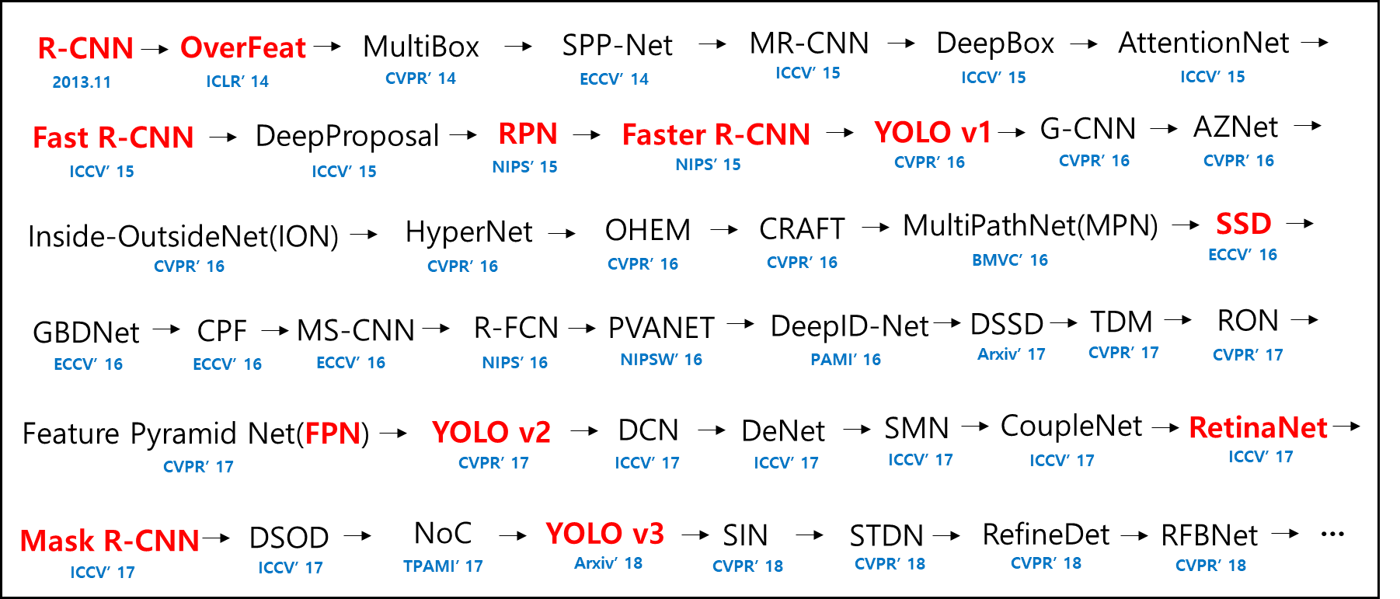 R-CNN → OverFeat → MultiBox → SPP-Net → MR-CNN → DeepBox → AttentionNet →
2013.11 ICLR' 14 CVPR' 14 ECCV' 14 ICCV' 15 ICCV' 15 ICCV' 15
Fast R-CNN → DeepProposal → RPN → Faster R-CNN → YOLO v1 → G-CNN → AZNet →
ICCV' 15 ICCV' 15 NIPS' 15 NIPS' 15 CVPR' 16 CVPR' 16 CVPR' 16
Inside-OutsideNet(ION) → HyperNet → OHEM → CRAFT → MultiPathNet(MPN) → SSD →
CVPR' 16 CVPR' 16 CVPR' 16 CVPR' 16 BMVC' 16 ECCV' 16
GBDNet → CPF → MS-CNN → R-FCN → PVANET → DeepID-Net → DSSD → TDM → RON →
ECCV' 16 ECCV' 16 ECCV' 16 NIPS' 16 NIPSW' 16 PAMI' 16 Arxiv' 17 CVPR' 17 CVPR' 17
Feature Pyramid Net(FPN) → YOLO v2 → DCN → DeNet → SMN → CoupleNet → RetinaNet →
CVPR' 17 CVPR' 17 ICCV' 17 ICCV' 17 ICCV' 17 ICCV' 17 ICCV' 17
Mask R-CNN → DSOD → NoC → YOLO v3 → SIN → STDN → RefineDet → RFBNet → ···
ICCV' 17 ICCV' 17 TPAMI' 17 Arxiv' 18 CVPR' 18 CVPR' 18 CVPR' 18 CVPR' 18